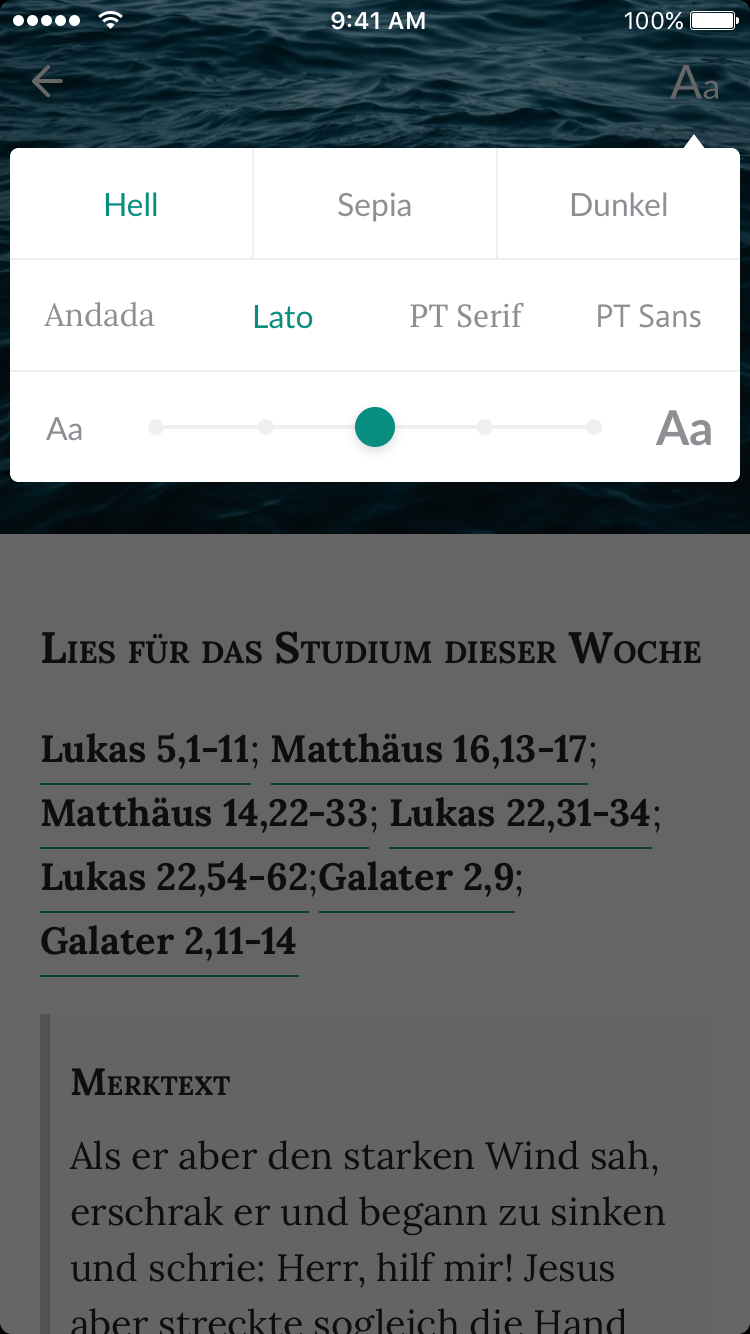 9:41 AM 100%
Aa
Hell Sepia Dunkel
Andada Lato PT Serif PT Sans
Aa Aa
Lies für das Studium dieser Woche
Lukas 5,1-11; Matthäus 16,13-17;
Matthäus 14,22-33; Lukas 22,31-34;
Lukas 22,54-62;Galater 2,9;
Galater 2,11-14
Merktext
Als er aber den starken Wind sah,
erschrak er und begann zu sinken
und schrie: Herr, hilf mir! Jesus
aber streckte sogleich die Hand